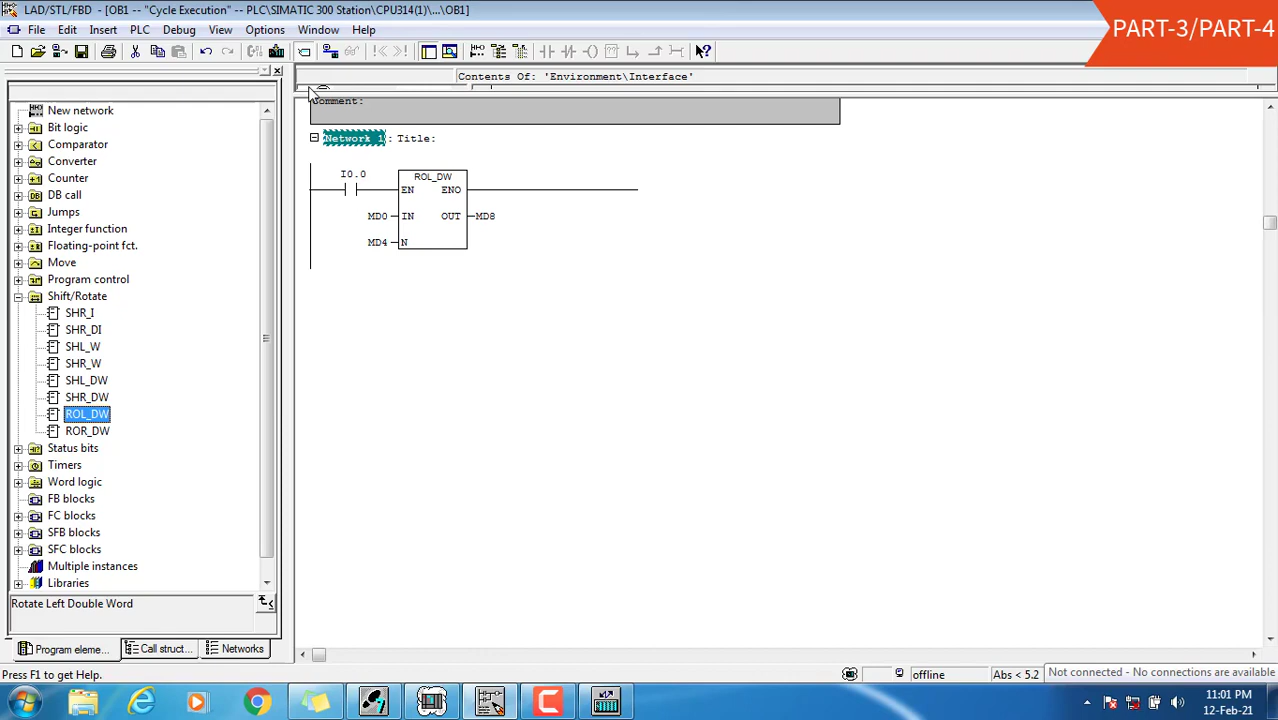 LAD/STL/FBD - [OB1 -- "Cycle Execution" -- PLC\SIMATIC 300 Station\CPU314(1)\...\OB1]
PART-3/PART-4
File Edit Insert PLC Debug View Options Window Help
Contents Of: 'Environment\Interface'
New network
Bit logic
Comparator
Converter
Counter
DB call
Jumps
Integer function
Floating-point fct.
Move
Program control
Shift/Rotate
SHR_I
SHR_DI
SHL_W
SHR_W
SHL_DW
SHR_DW
ROL_DW
ROR_DW
Status bits
Timers
Word logic
FB blocks
FC blocks
SFB blocks
SFC blocks
Multiple instances
Libraries
Rotate Left Double Word
Program eleme... Call struct... Networks
Comment:
Network 1: Title:
I0.0
ROL_DW
EN ENO
MD0 IN OUT MD8
MD4 N
Press F1 to get Help.
offline
Abs < 5.2
Not connected - No connections are available
11:01 PM
12-Feb-21